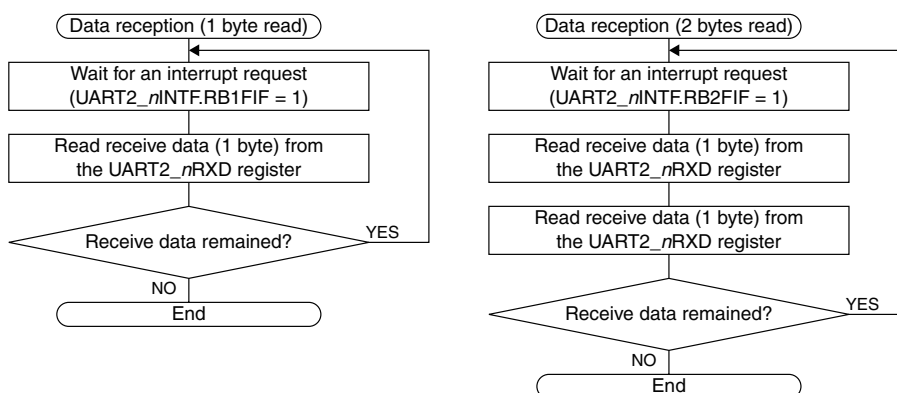 Data reception (1 byte read)
Wait for an interrupt request
(UART2_nINTF.RB1FIF = 1)
Read receive data (1 byte) from
the UART2_nRXD register
Receive data remained?
YES
NO
End
Data reception (2 bytes read)
Wait for an interrupt request
(UART2_nINTF.RB2FIF = 1)
Read receive data (1 byte) from
the UART2_nRXD register
Read receive data (1 byte) from
the UART2_nRXD register
Receive data remained?
YES
NO
End